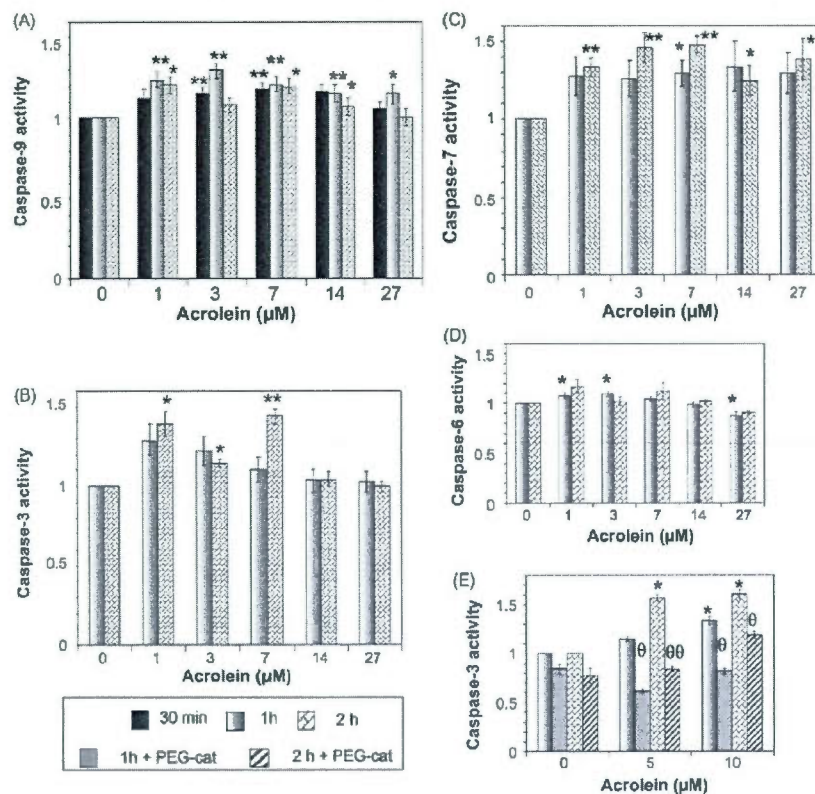 (A)
Caspase-9 activity
1.5
1
0.5
0
** ** ** ** *
* ** * * *
0 1 3 7 14 27
Acrolein (µM)
(B)
Caspase-3 activity
1.5
1
0.5
0
* * **
0 1 3 7 14 27
Acrolein (µM)
30 min 1h 2 h
1h + PEG-cat 2 h + PEG-cat
(C)
Caspase-7 activity
1.5
1
0.5
0
** ** * ** * *
0 1 3 7 14 27
Acrolein (µM)
(D)
Caspase-6 activity
1.5
1
0.5
0
* * *
0 1 3 7 14 27
Acrolein (µM)
(E)
Caspase-3 activity
1.5
1
0.5
0
* * *
θ θθ θ θ
0 5 10
Acrolein (µM)